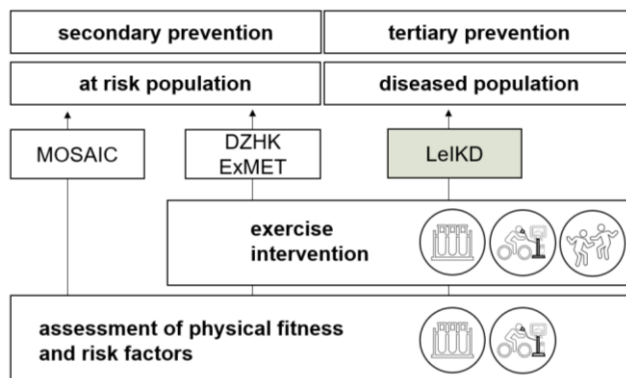 secondary prevention
tertiary prevention
at risk population
diseased population
MOSAIC
DZHK
ExMET
LeIKD
exercise
intervention
assessment of physical fitness
and risk factors